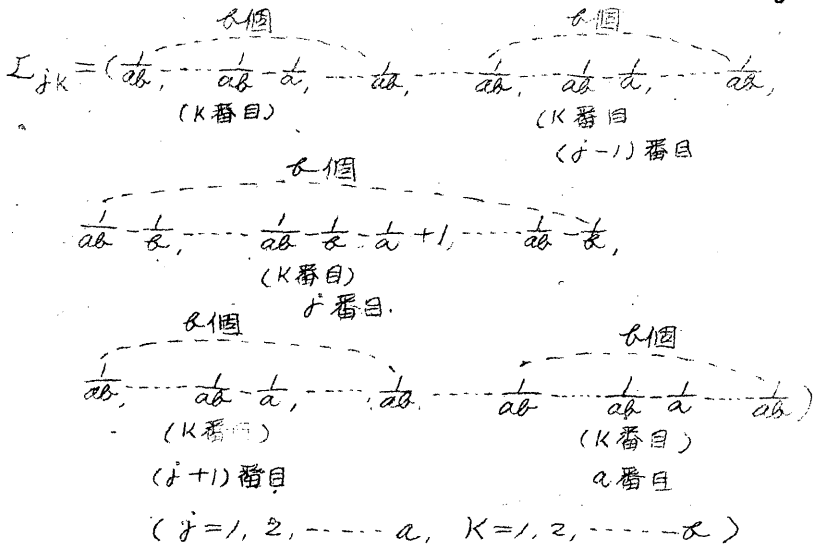 b個 b個
I_{jk} = ( 1/ab, ······ 1/ab - 1/a, ······ 1/ab, ······ 1/ab, ······ 1/ab - 1/a, ······ 1/ab,
(K番目) (K番目
(j-1)番目
b個
1/ab - 1/b, ······ 1/ab - 1/b - 1/a + 1, ······ 1/ab - 1/b,
(K番目)
j番目.
b個 b個
1/ab, ······ 1/ab - 1/a, ······ 1/ab ······ 1/ab ······ 1/ab - 1/a ······ 1/ab )
(K番目) (K番目)
(j+1)番目 a番目
( j = 1, 2, ······ a, K = 1, 2, ······ b )